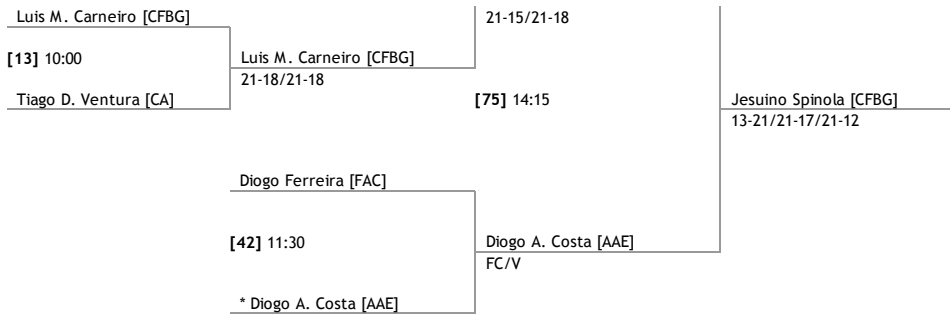 Luis M. Carneiro [CFBG]
21-15/21-18
[13] 10:00
Luis M. Carneiro [CFBG]
21-18/21-18
Tiago D. Ventura [CA]
[75] 14:15
Jesuino Spinola [CFBG]
13-21/21-17/21-12
Diogo Ferreira [FAC]
[42] 11:30
Diogo A. Costa [AAE]
FC/V
* Diogo A. Costa [AAE]